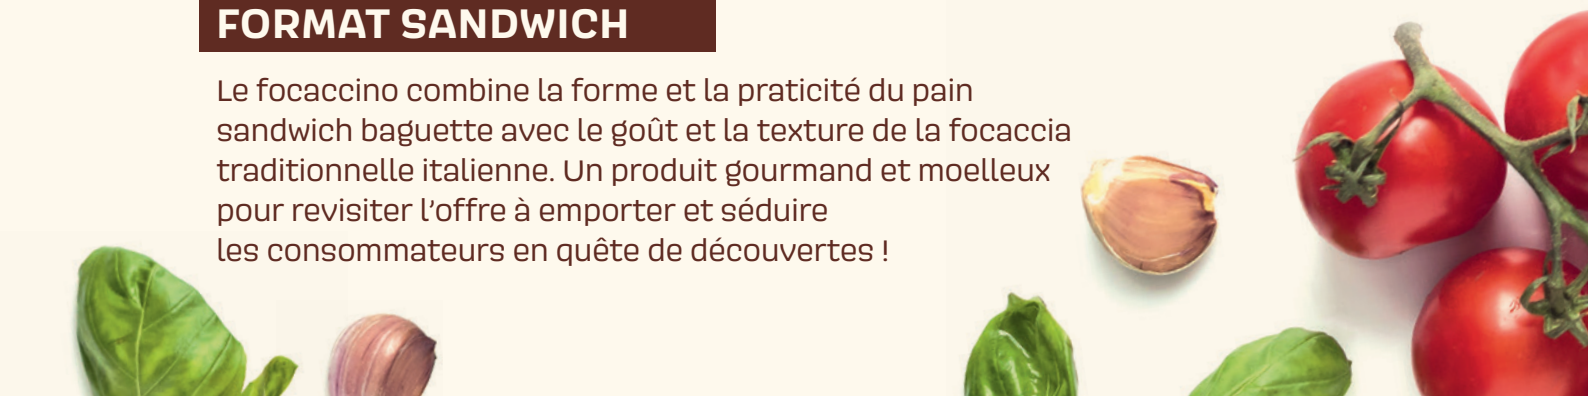 FORMAT SANDWICH
Le focaccino combine la forme et la praticité du pain
sandwich baguette avec le goût et la texture de la focaccia
traditionnelle italienne. Un produit gourmand et moelleux
pour revisiter l’offre à emporter et séduire
les consommateurs en quête de découvertes !